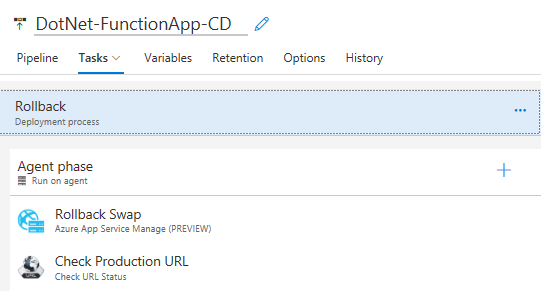 DotNet-FunctionApp-CD
Pipeline Tasks Variables Retention Options History
Rollback
Deployment process
Agent phase
Run on agent
Rollback Swap
Azure App Service Manage (PREVIEW)
Check Production URL
Check URL Status